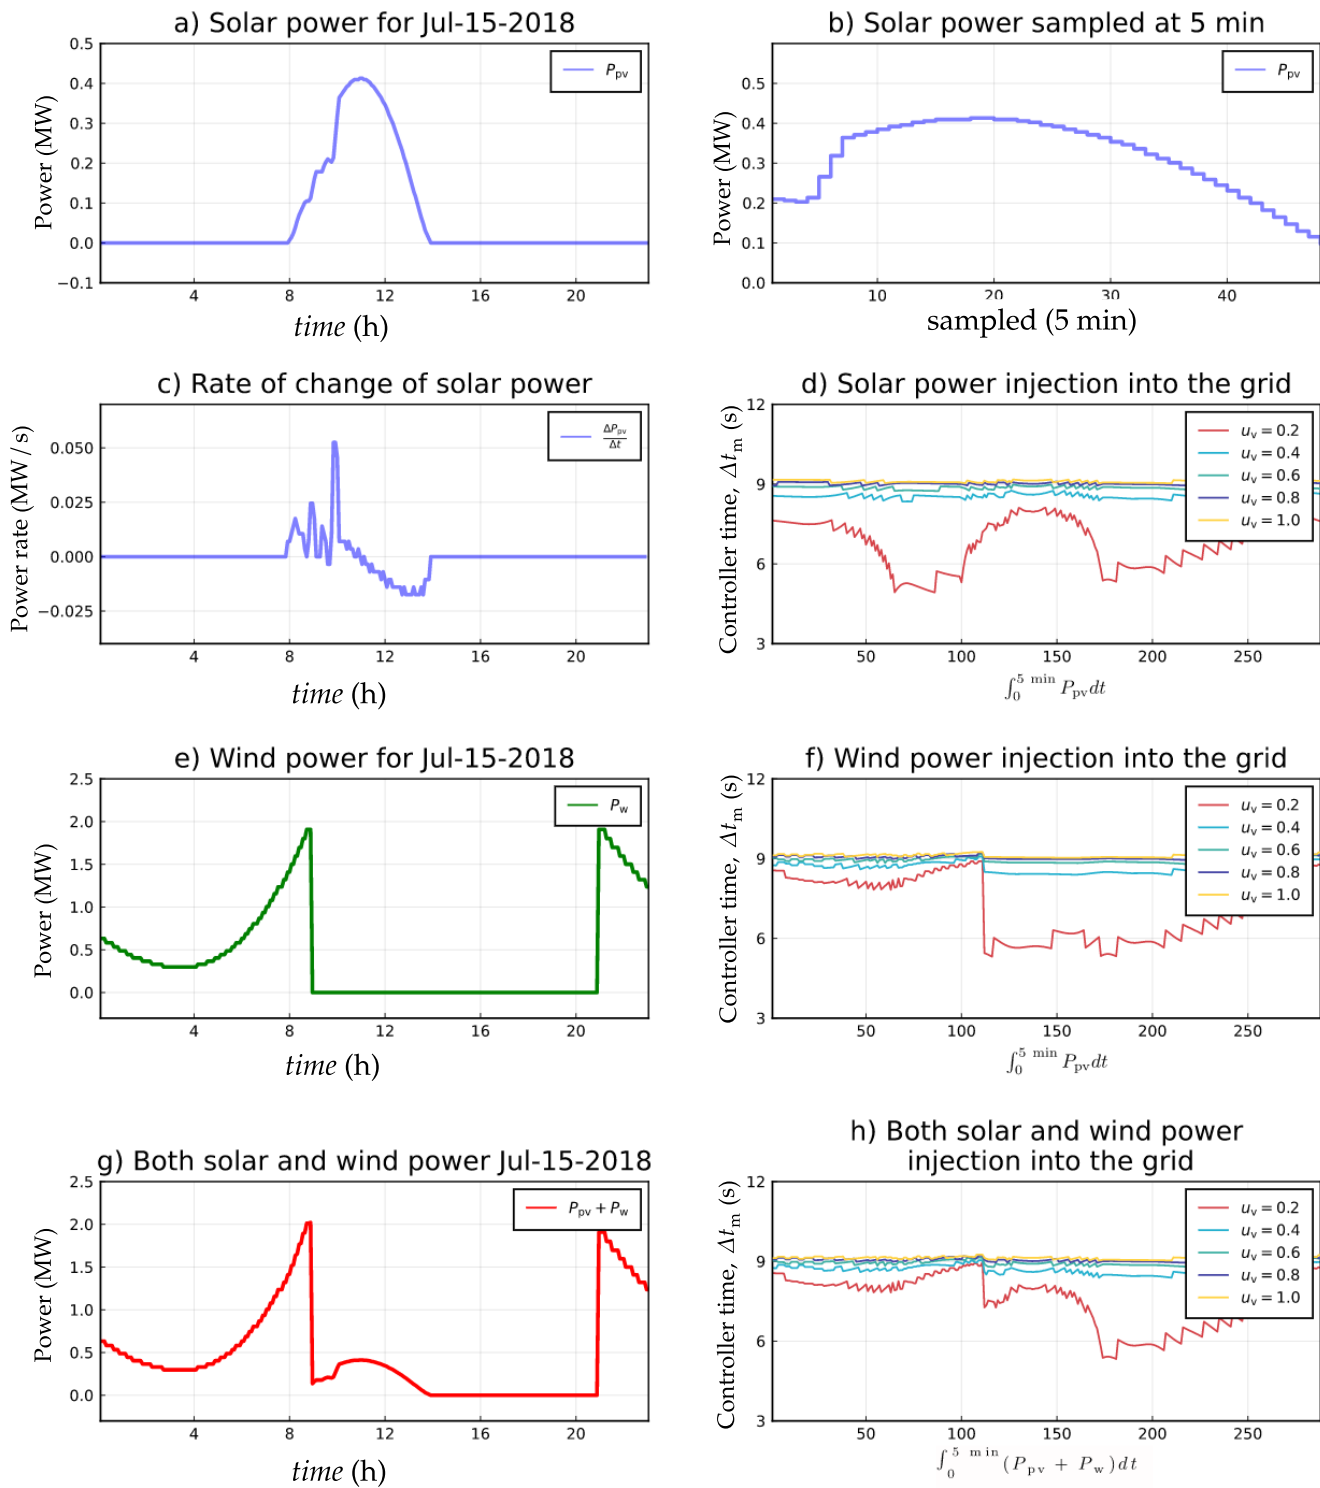 a) Solar power for Jul-15-2018
Power (MW)
0.5
0.4
0.3
0.2
0.1
0.0
−0.1
P_pv
4 8 12 16 20
time (h)
b) Solar power sampled at 5 min
Power (MW)
0.5
0.4
0.3
0.2
0.1
0.0
P_pv
10 20 30 40
sampled (5 min)
c) Rate of change of solar power
Power rate (MW/s)
0.050
0.025
0.000
−0.025
ΔP_pv
Δt
4 8 12 16 20
time (h)
d) Solar power injection into the grid
Controller time, Δt_m (s)
12
9
6
3
u_v = 0.2
u_v = 0.4
u_v = 0.6
u_v = 0.8
u_v = 1.0
50 100 150 200 250
∫_0^{5 min} P_pv dt
e) Wind power for Jul-15-2018
Power (MW)
2.5
2.0
1.5
1.0
0.5
0.0
P_w
4 8 12 16 20
time (h)
f) Wind power injection into the grid
Controller time, Δt_m (s)
12
9
6
3
u_v = 0.2
u_v = 0.4
u_v = 0.6
u_v = 0.8
u_v = 1.0
50 100 150 200 250
∫_0^{5 min} P_pv dt
g) Both solar and wind power Jul-15-2018
Power (MW)
2.5
2.0
1.5
1.0
0.5
0.0
P_pv + P_w
4 8 12 16 20
time (h)
h) Both solar and wind power
injection into the grid
Controller time, Δt_m (s)
12
9
6
3
u_v = 0.2
u_v = 0.4
u_v = 0.6
u_v = 0.8
u_v = 1.0
50 100 150 200 250
∫_0^{5 min} (P_pv + P_w) dt